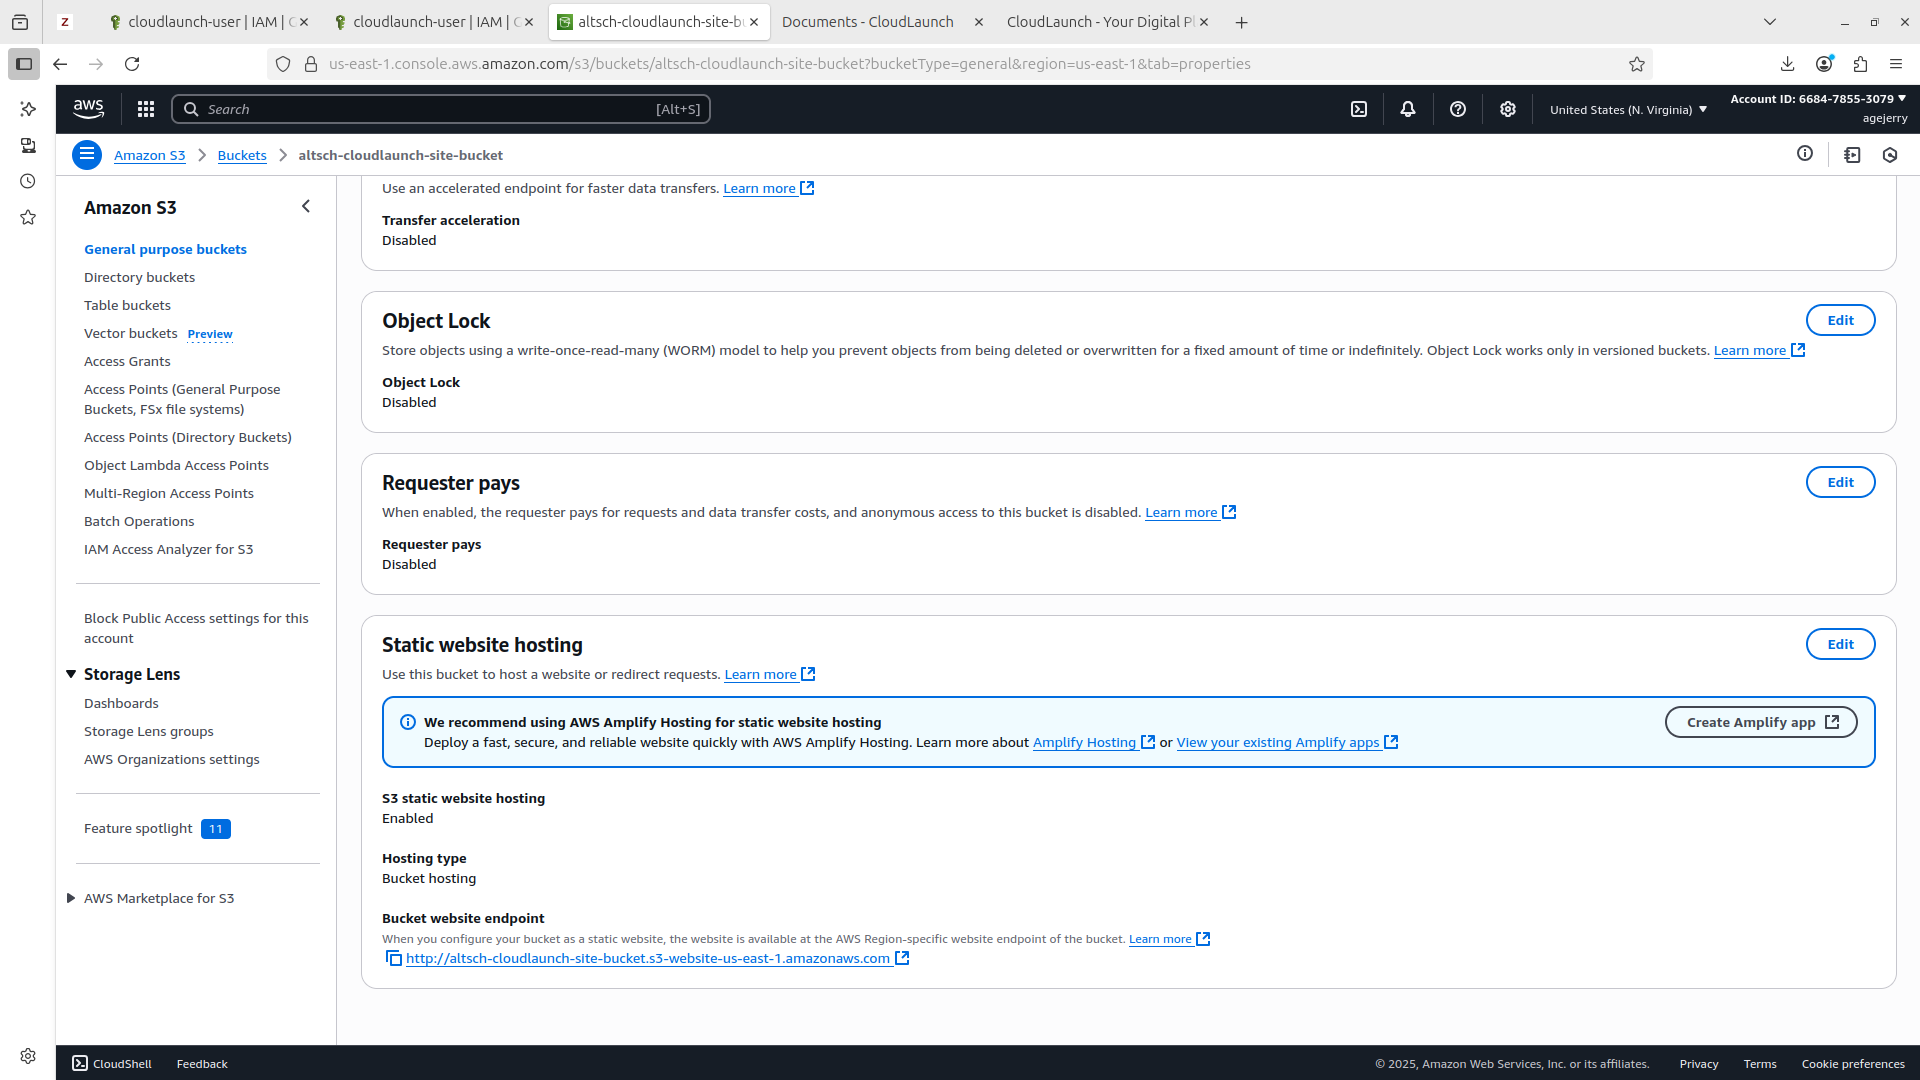 Z
cloudlaunch-user | IAM | C
cloudlaunch-user | IAM | C
altsch-cloudlaunch-site-b
Documents - CloudLaunch
CloudLaunch - Your Digital Pl
us-east-1.console.aws.amazon.com/s3/buckets/altsch-cloudlaunch-site-bucket?bucketType=general&region=us-east-1&tab=properties
aws
Search
[Alt+S]
United States (N. Virginia)
Account ID: 6684-7855-3079
agejerry
Amazon S3
Buckets
altsch-cloudlaunch-site-bucket
Amazon S3
General purpose buckets
Directory buckets
Table buckets
Vector buckets Preview
Access Grants
Access Points (General Purpose
Buckets, FSx file systems)
Access Points (Directory Buckets)
Object Lambda Access Points
Multi-Region Access Points
Batch Operations
IAM Access Analyzer for S3
Block Public Access settings for this
account
Storage Lens
Dashboards
Storage Lens groups
AWS Organizations settings
Feature spotlight 11
AWS Marketplace for S3
Use an accelerated endpoint for faster data transfers. Learn more
Transfer acceleration
Disabled
Object Lock
Edit
Store objects using a write-once-read-many (WORM) model to help you prevent objects from being deleted or overwritten for a fixed amount of time or indefinitely. Object Lock works only in versioned buckets. Learn more
Object Lock
Disabled
Requester pays
Edit
When enabled, the requester pays for requests and data transfer costs, and anonymous access to this bucket is disabled. Learn more
Requester pays
Disabled
Static website hosting
Edit
Use this bucket to host a website or redirect requests. Learn more
We recommend using AWS Amplify Hosting for static website hosting
Deploy a fast, secure, and reliable website quickly with AWS Amplify Hosting. Learn more about Amplify Hosting or View your existing Amplify apps
Create Amplify app
S3 static website hosting
Enabled
Hosting type
Bucket hosting
Bucket website endpoint
When you configure your bucket as a static website, the website is available at the AWS Region-specific website endpoint of the bucket. Learn more
http://altsch-cloudlaunch-site-bucket.s3-website-us-east-1.amazonaws.com
CloudShell
Feedback
© 2025, Amazon Web Services, Inc. or its affiliates.
Privacy
Terms
Cookie preferences